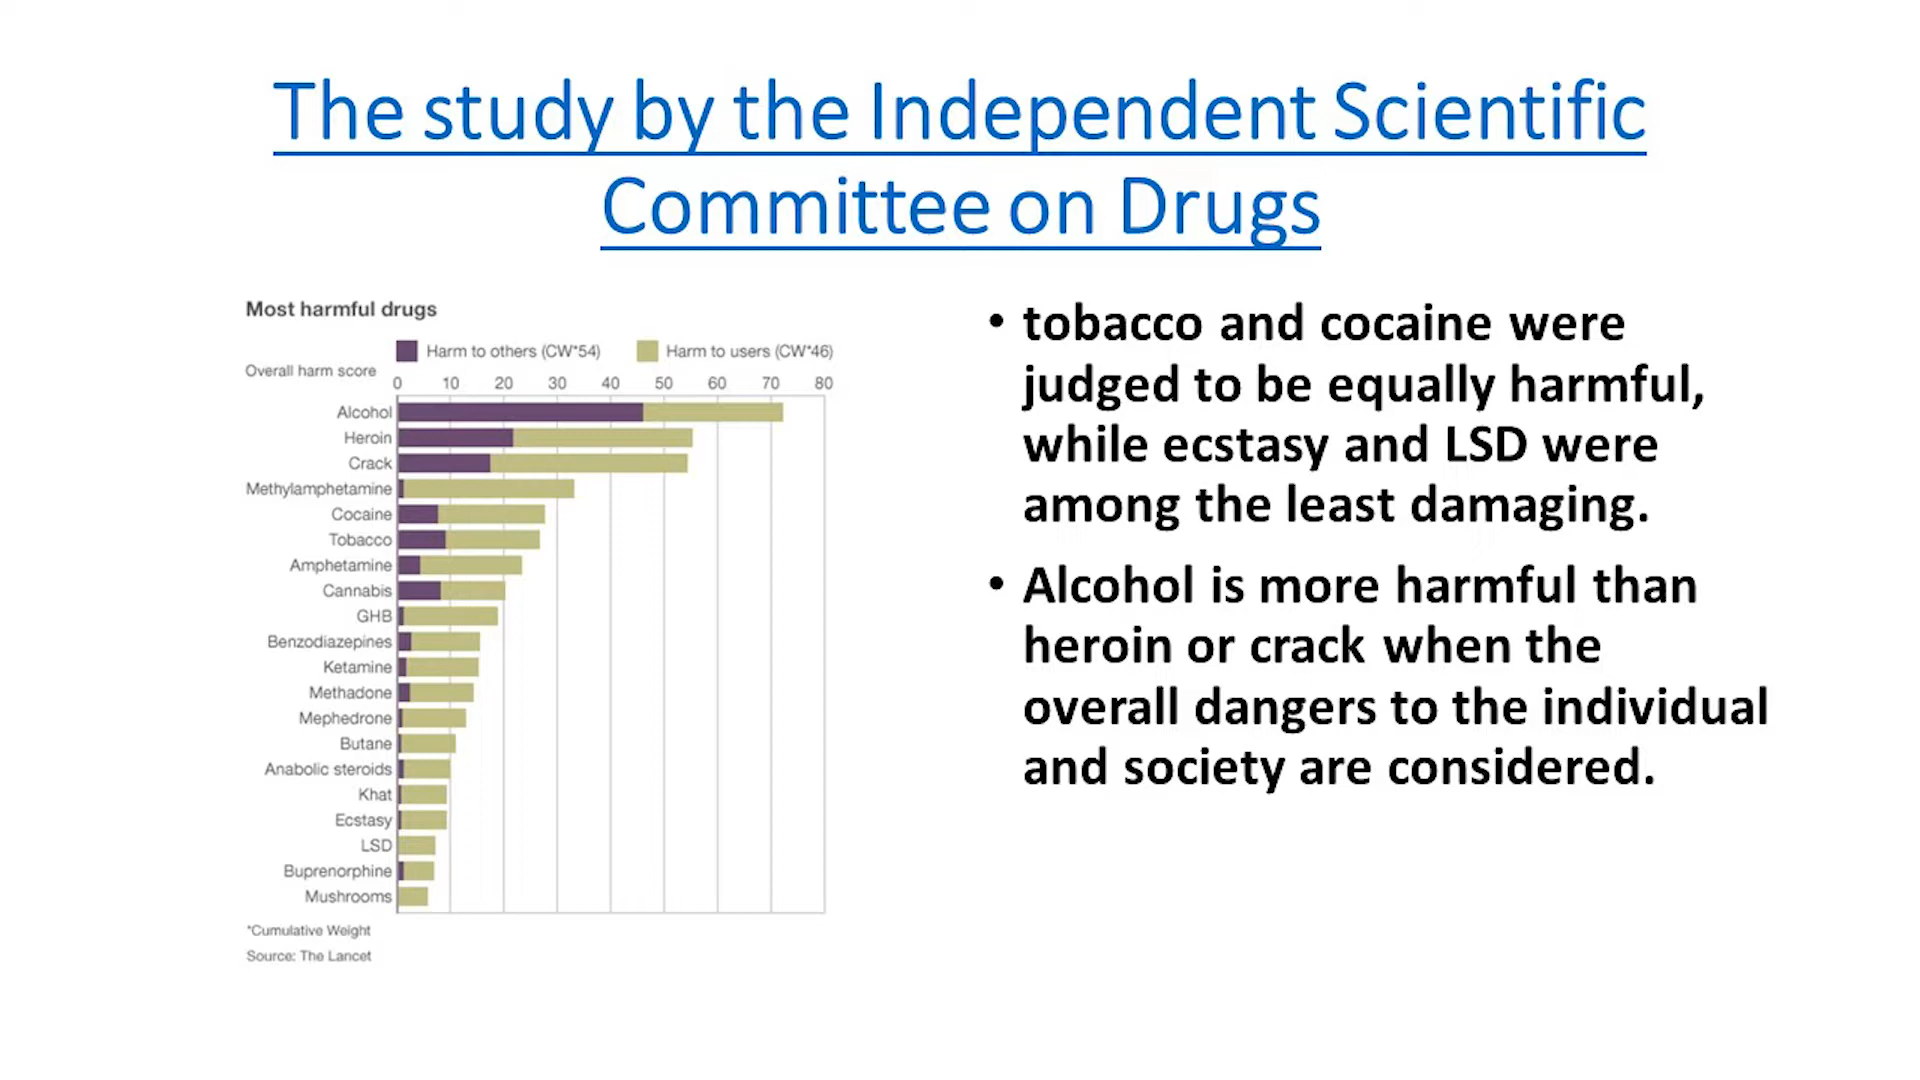 The study by the Independent Scientific
Committee on Drugs
Most harmful drugs
Harm to others (CW*54) Harm to users (CW*46)
Overall harm score
0 10 20 30 40 50 60 70 80
Alcohol
Heroin
Crack
Methylamphetamine
Cocaine
Tobacco
Amphetamine
Cannabis
GHB
Benzodiazepines
Ketamine
Methadone
Mephedrone
Butane
Anabolic steroids
Khat
Ecstasy
LSD
Buprenorphine
Mushrooms
*Cumulative Weight
Source: The Lancet
• tobacco and cocaine were
judged to be equally harmful,
while ecstasy and LSD were
among the least damaging.
• Alcohol is more harmful than
heroin or crack when the
overall dangers to the individual
and society are considered.